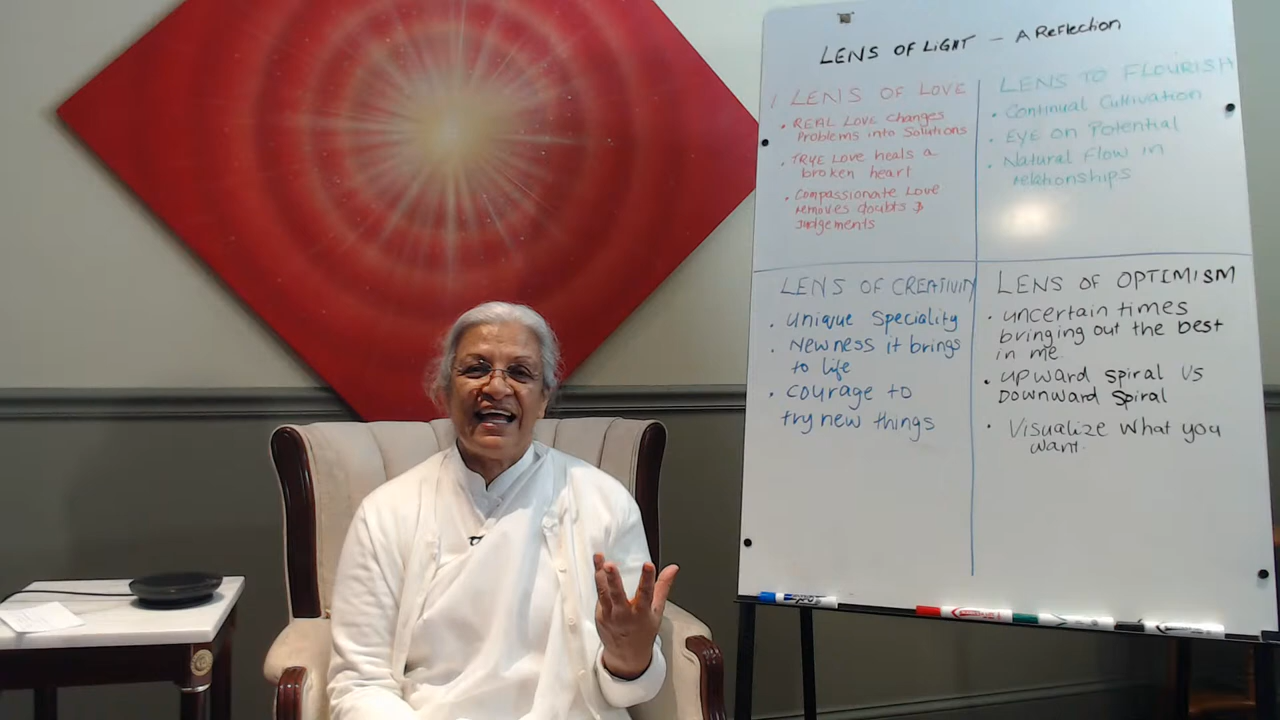 LENS OF LIGHT – A Reflection
1 LENS OF LOVE
• REAL LOVE changes
Problems into Solutions
• TRUE Love heals a
broken heart
• Compassionate Love
removes doubts &
Judgements
LENS TO FLOURISH
• Continual Cultivation
• EYE on Potential
• Natural Flow in
relationships
LENS OF CREATIVITY
• Unique Speciality
• Newness it brings
to life
• Courage to
try new things
LENS OF OPTIMISM
• uncertain times
bringing out the best
in me.
• UPward spiral VS
Downward Spiral
• Visualize what you
want.